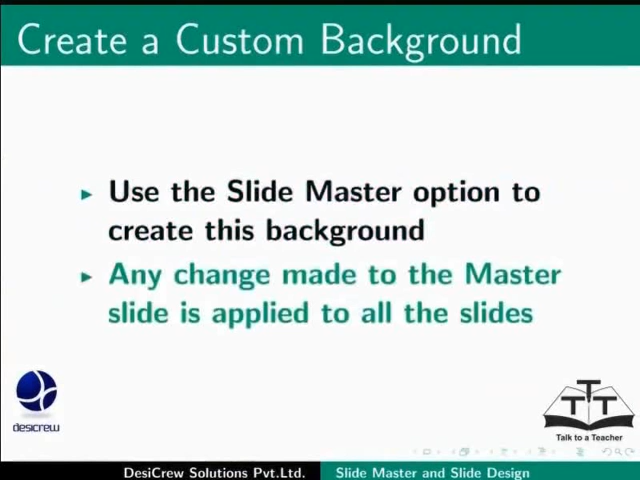 Create a Custom Background
Use the Slide Master option to
create this background
Any change made to the Master
slide is applied to all the slides
desicrew
T
T T
Talk to a Teacher
DesiCrew Solutions Pvt.Ltd.
Slide Master and Slide Design